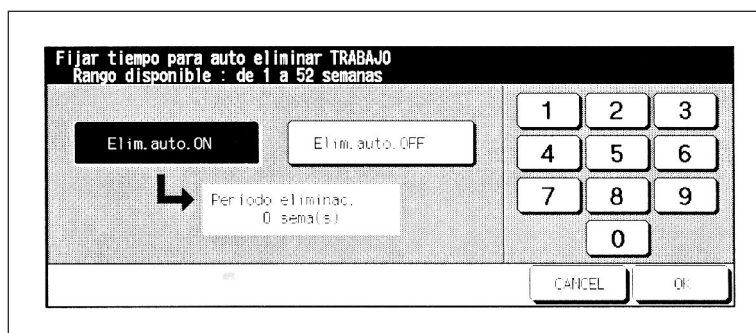 Fijar tiempo para auto eliminar TRABAJO
Rango disponible : de 1 a 52 semanas
Elim.auto.ON
Elim.auto.OFF
Período eliminac.
0 sema(s)
1 2 3
4 5 6
7 8 9
0
CANCEL OK